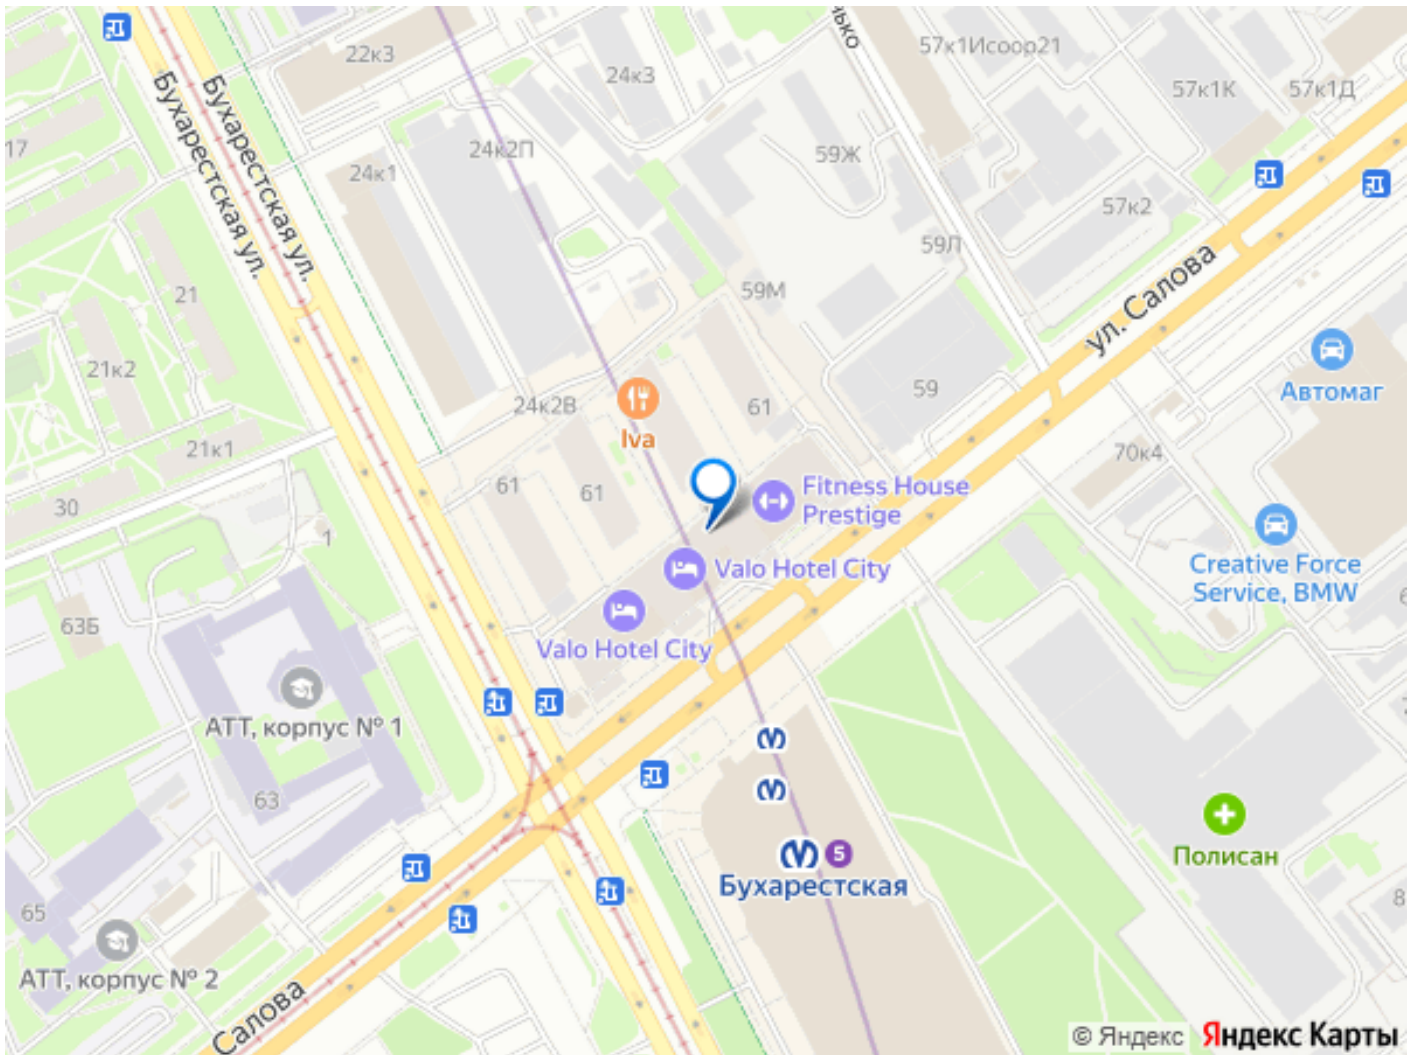 22к3
24к3
57к1Исоор21
57к1К
57к1Д
17
24к2П
24к1
59Ж
57к2
Бухарестская ул.
Бухарестская ул.
59Л
ул. Салова
21
59М
21к2
Автомаг
24к2В
61
59
Iva
21к1
70к4
30
61
61
Fitness House
Prestige
1
Creative Force
Service, BMW
Valo Hotel City
63Б
Valo Hotel City
АТТ, корпус № 1
63
5
Бухарестская
Полисан
65
8
АТТ, корпус № 2
Салова
© Яндекс
Яндекс Карты